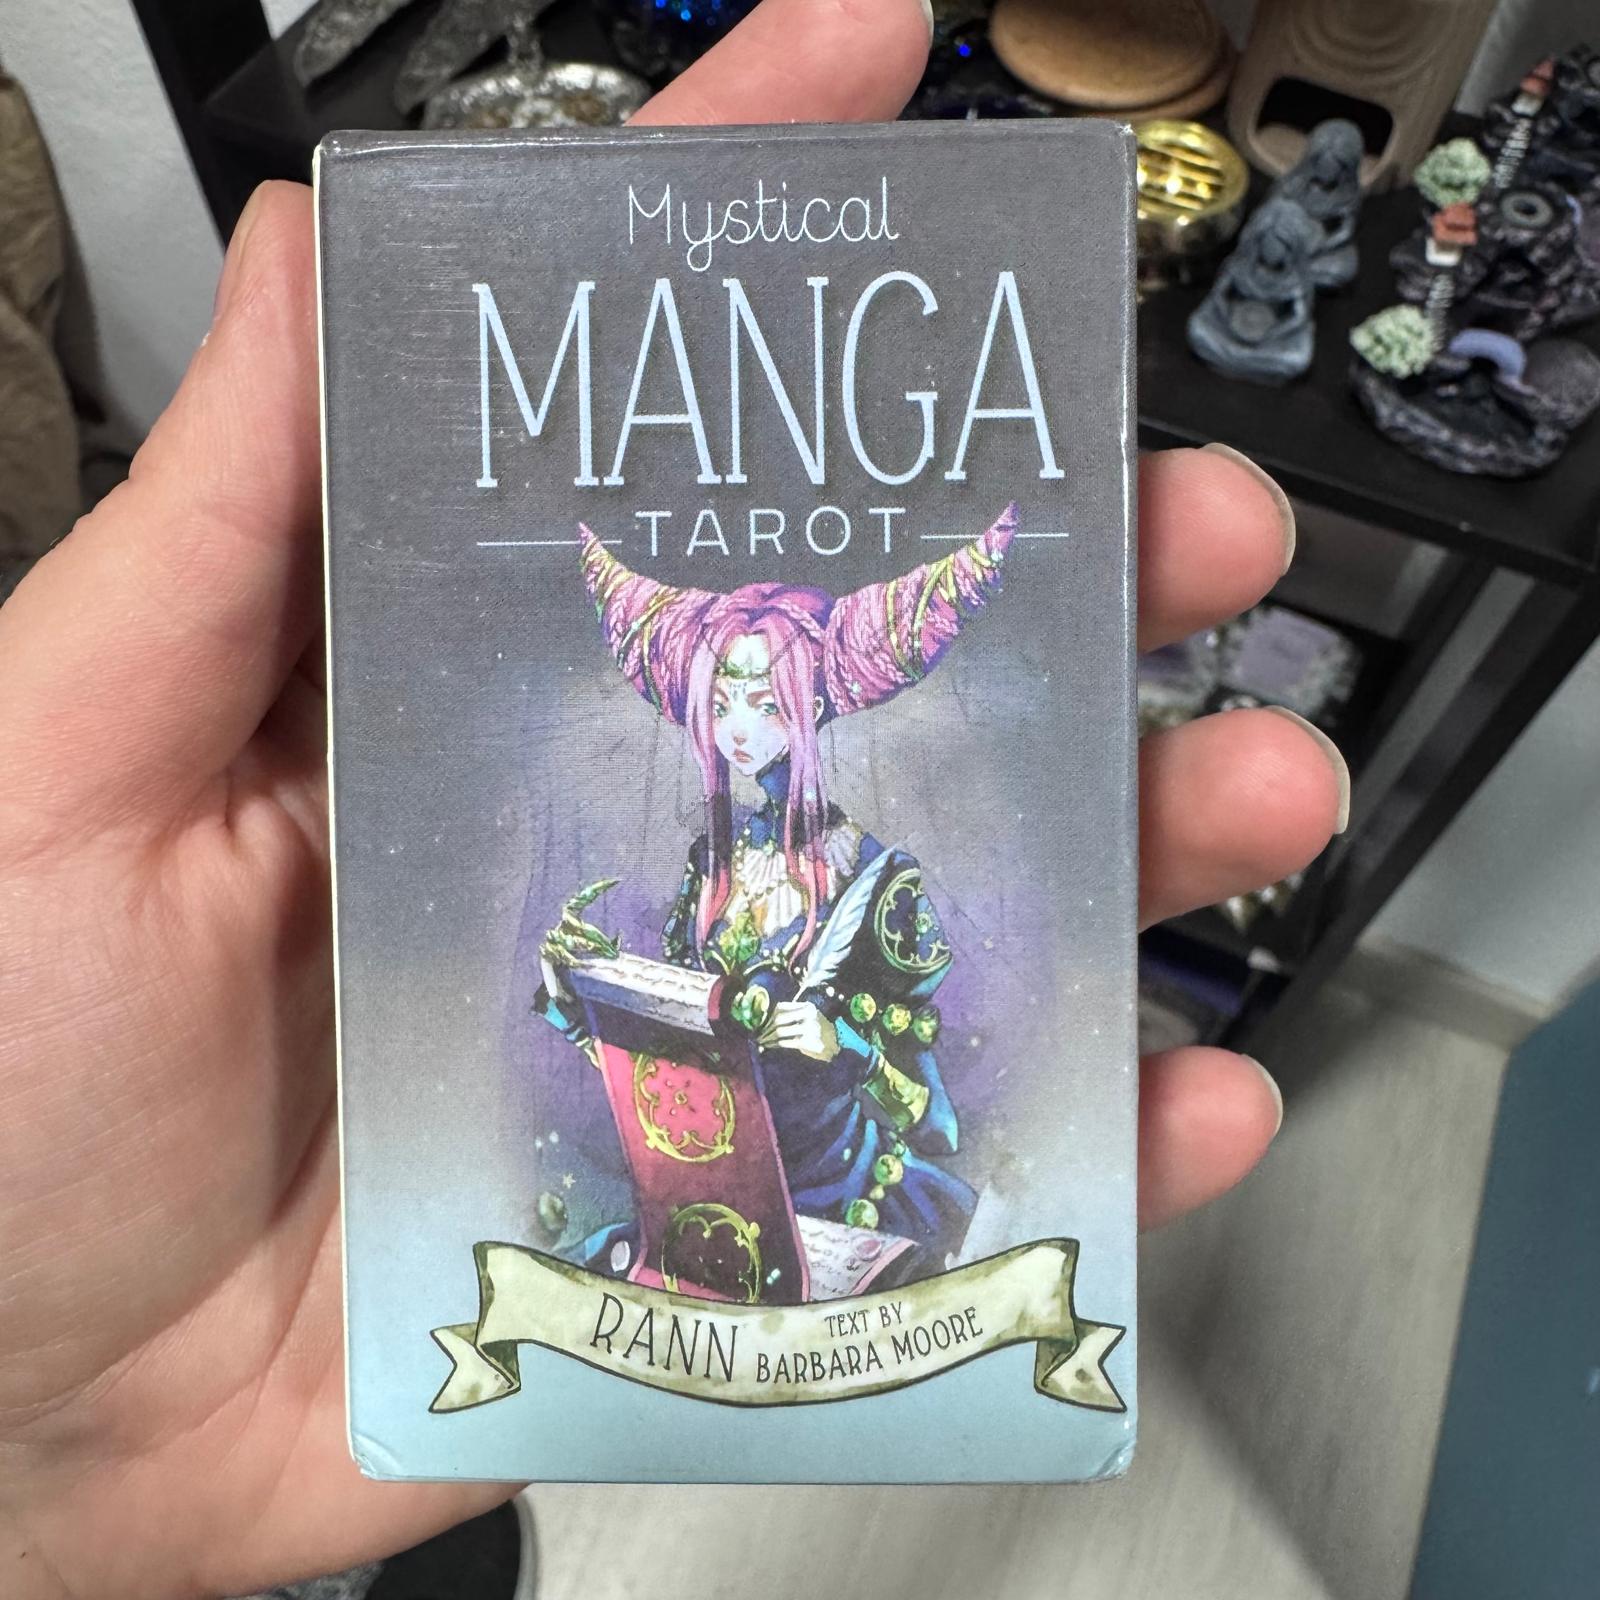 Mystical
MANGA
TAROT
RANN
TEXT BY
BARBARA MOORE